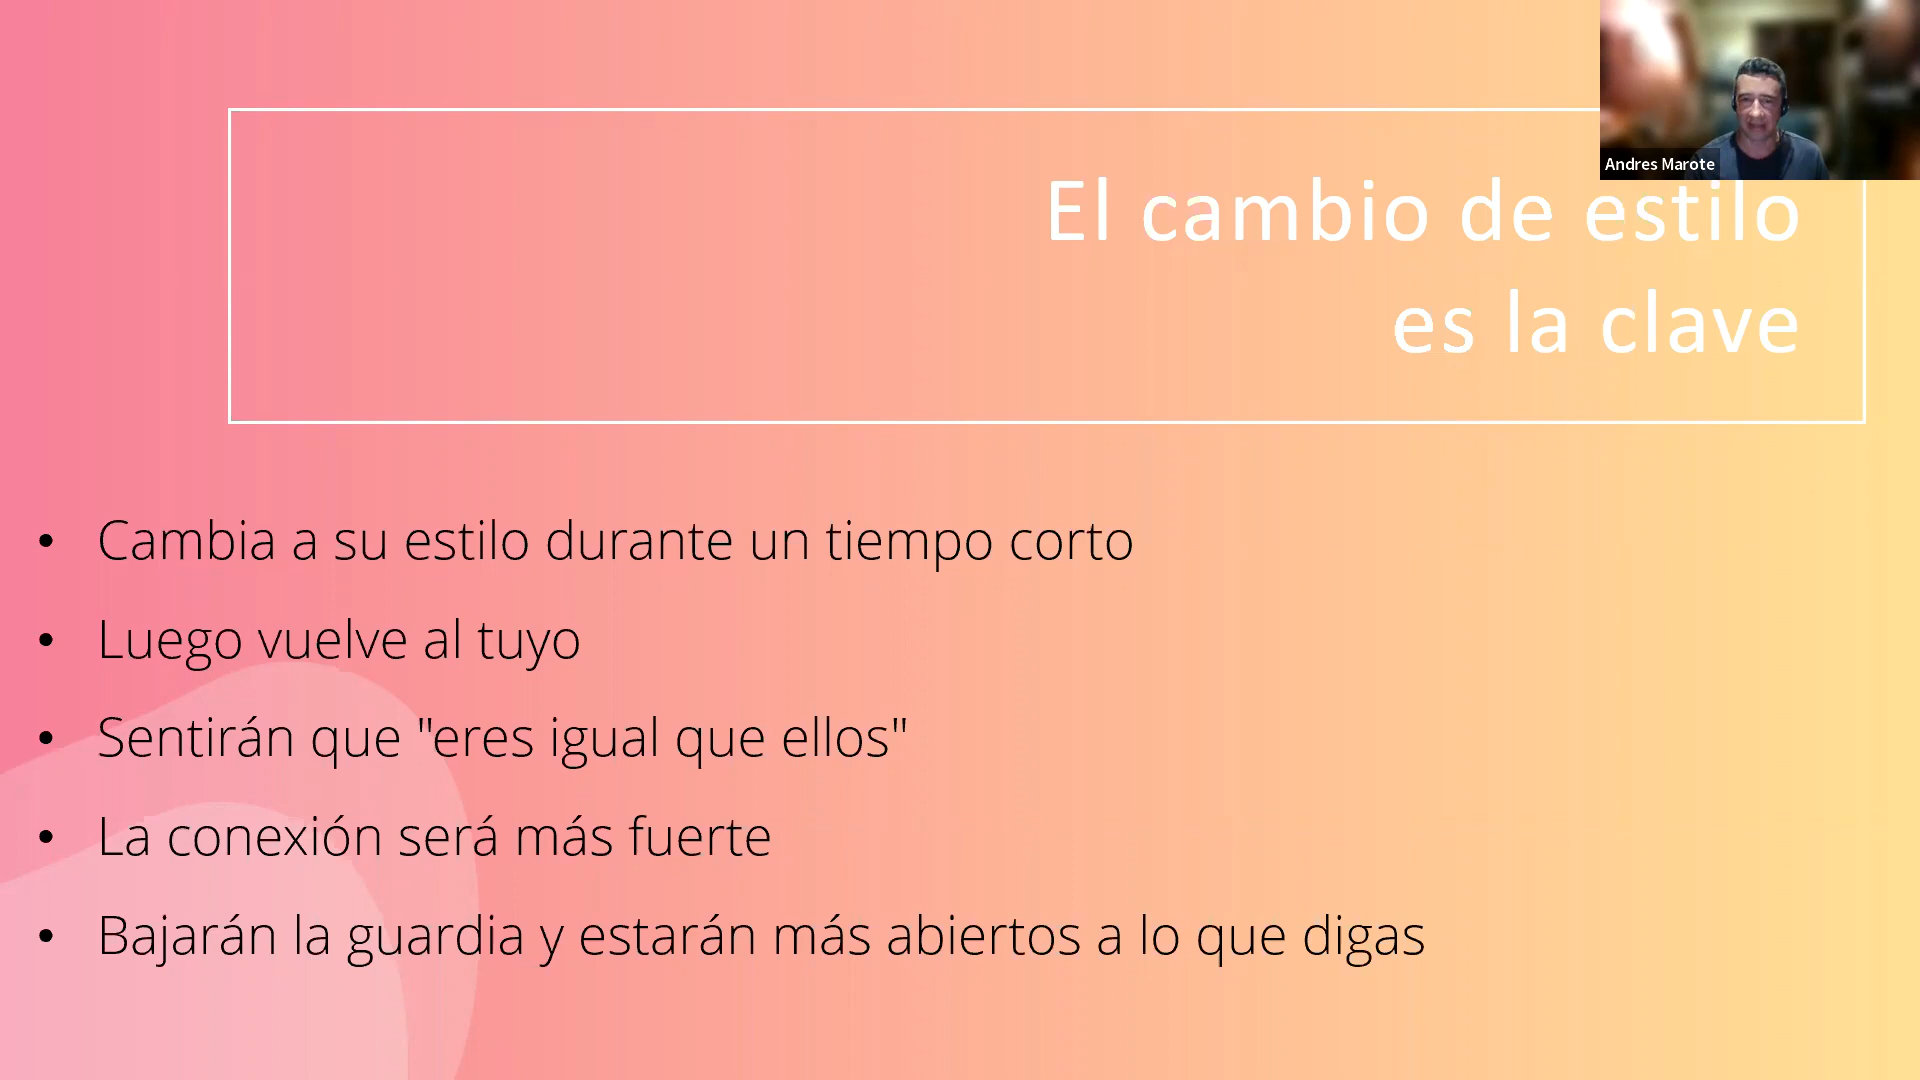 El cambio de estilo
es la clave
Andres Marote
• Cambia a su estilo durante un tiempo corto
• Luego vuelve al tuyo
• Sentirán que "eres igual que ellos"
• La conexión será más fuerte
• Bajarán la guardia y estarán más abiertos a lo que digas